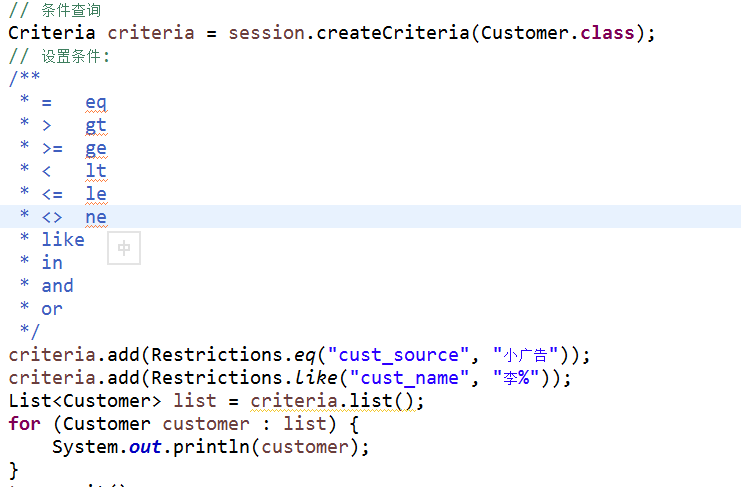 // 条件查询
Criteria criteria = session.createCriteria(Customer.class);
// 设置条件:
/**
 * =   eq
 * >   gt
 * >=  ge
 * <   lt
 * <=  le
 * <>  ne
 * like
中
 * in
 * and
 * or
 */
criteria.add(Restrictions.eq("cust_source", "小广告"));
criteria.add(Restrictions.like("cust_name", "李%"));
List<Customer> list = criteria.list();
for (Customer customer : list) {
    System.out.println(customer);
}